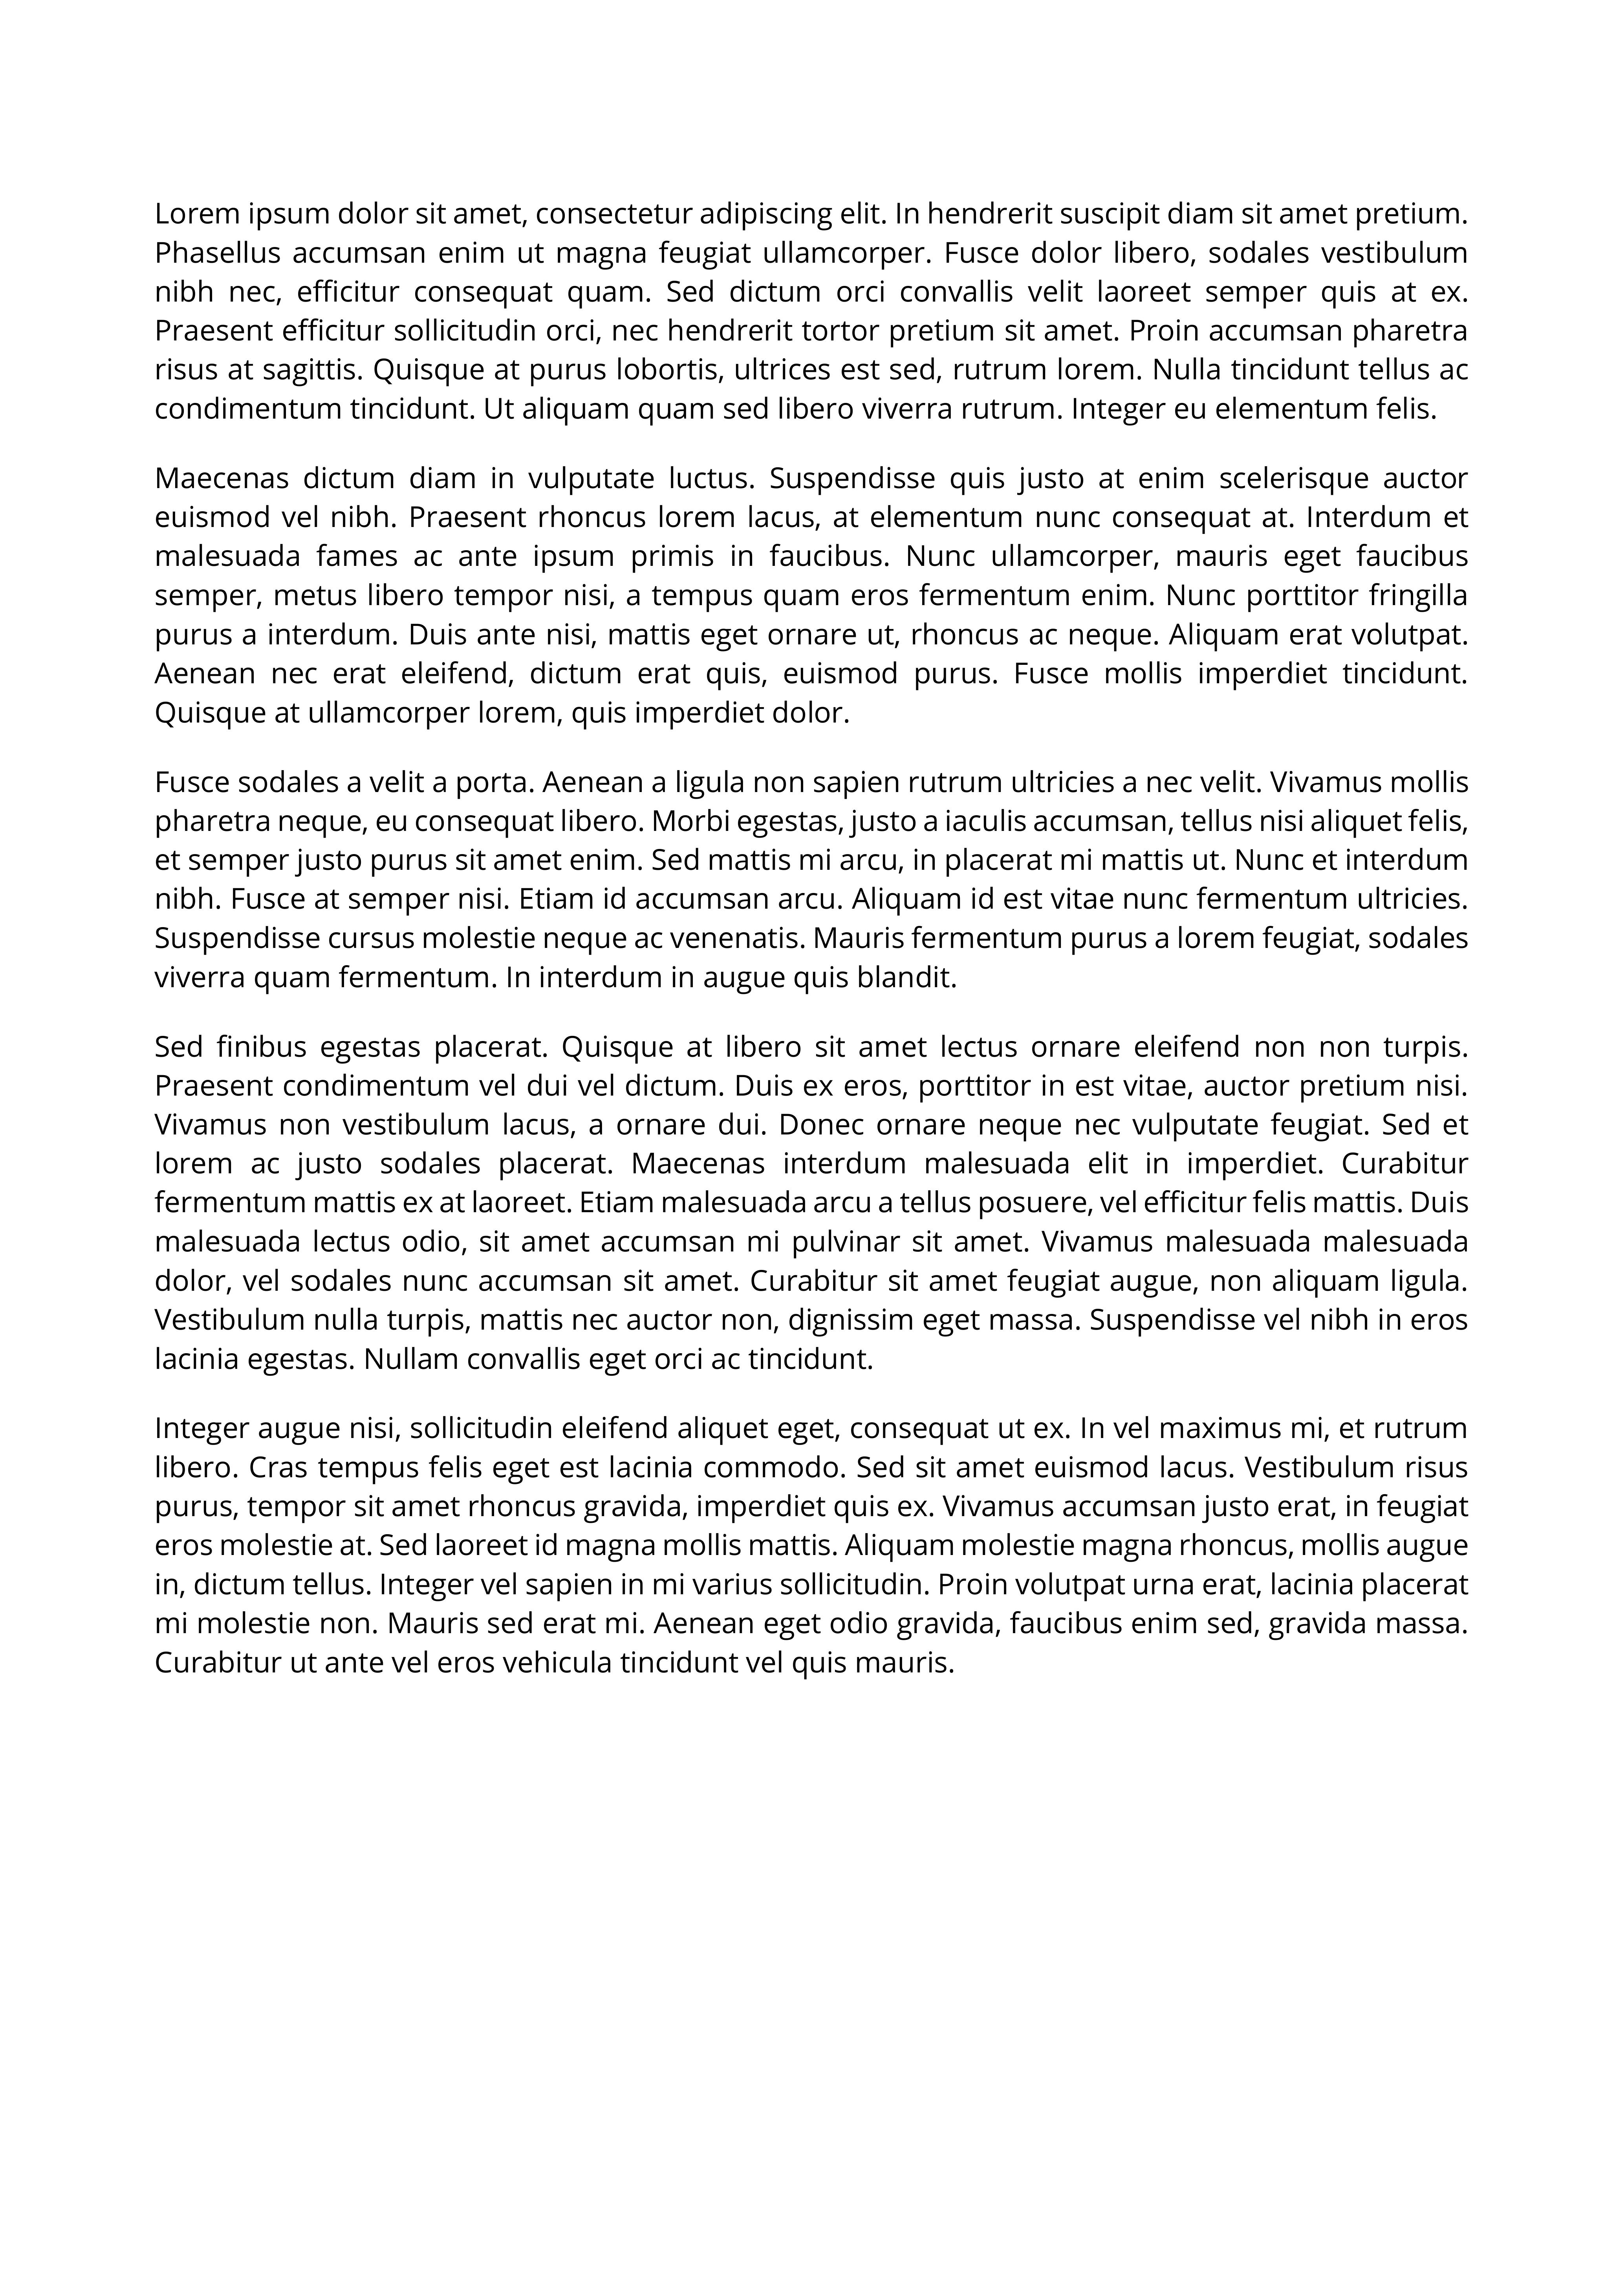 Lorem ipsum dolor sit amet, consectetur adipiscing elit. In hendrerit suscipit diam sit amet pretium.
Phasellus accumsan enim ut magna feugiat ullamcorper. Fusce dolor libero, sodales vestibulum
nibh nec, efficitur consequat quam. Sed dictum orci convallis velit laoreet semper quis at ex.
Praesent efficitur sollicitudin orci, nec hendrerit tortor pretium sit amet. Proin accumsan pharetra
risus at sagittis. Quisque at purus lobortis, ultrices est sed, rutrum lorem. Nulla tincidunt tellus ac
condimentum tincidunt. Ut aliquam quam sed libero viverra rutrum. Integer eu elementum felis.
Maecenas dictum diam in vulputate luctus. Suspendisse quis justo at enim scelerisque auctor
euismod vel nibh. Praesent rhoncus lorem lacus, at elementum nunc consequat at. Interdum et
malesuada fames ac ante ipsum primis in faucibus. Nunc ullamcorper, mauris eget faucibus
semper, metus libero tempor nisi, a tempus quam eros fermentum enim. Nunc porttitor fringilla
purus a interdum. Duis ante nisi, mattis eget ornare ut, rhoncus ac neque. Aliquam erat volutpat.
Aenean nec erat eleifend, dictum erat quis, euismod purus. Fusce mollis imperdiet tincidunt.
Quisque at ullamcorper lorem, quis imperdiet dolor.
Fusce sodales a velit a porta. Aenean a ligula non sapien rutrum ultricies a nec velit. Vivamus mollis
pharetra neque, eu consequat libero. Morbi egestas, justo a iaculis accumsan, tellus nisi aliquet felis,
et semper justo purus sit amet enim. Sed mattis mi arcu, in placerat mi mattis ut. Nunc et interdum
nibh. Fusce at semper nisi. Etiam id accumsan arcu. Aliquam id est vitae nunc fermentum ultricies.
Suspendisse cursus molestie neque ac venenatis. Mauris fermentum purus a lorem feugiat, sodales
viverra quam fermentum. In interdum in augue quis blandit.
Sed finibus egestas placerat. Quisque at libero sit amet lectus ornare eleifend non non turpis.
Praesent condimentum vel dui vel dictum. Duis ex eros, porttitor in est vitae, auctor pretium nisi.
Vivamus non vestibulum lacus, a ornare dui. Donec ornare neque nec vulputate feugiat. Sed et
lorem ac justo sodales placerat. Maecenas interdum malesuada elit in imperdiet. Curabitur
fermentum mattis ex at laoreet. Etiam malesuada arcu a tellus posuere, vel efficitur felis mattis. Duis
malesuada lectus odio, sit amet accumsan mi pulvinar sit amet. Vivamus malesuada malesuada
dolor, vel sodales nunc accumsan sit amet. Curabitur sit amet feugiat augue, non aliquam ligula.
Vestibulum nulla turpis, mattis nec auctor non, dignissim eget massa. Suspendisse vel nibh in eros
lacinia egestas. Nullam convallis eget orci ac tincidunt.
Integer augue nisi, sollicitudin eleifend aliquet eget, consequat ut ex. In vel maximus mi, et rutrum
libero. Cras tempus felis eget est lacinia commodo. Sed sit amet euismod lacus. Vestibulum risus
purus, tempor sit amet rhoncus gravida, imperdiet quis ex. Vivamus accumsan justo erat, in feugiat
eros molestie at. Sed laoreet id magna mollis mattis. Aliquam molestie magna rhoncus, mollis augue
in, dictum tellus. Integer vel sapien in mi varius sollicitudin. Proin volutpat urna erat, lacinia placerat
mi molestie non. Mauris sed erat mi. Aenean eget odio gravida, faucibus enim sed, gravida massa.
Curabitur ut ante vel eros vehicula tincidunt vel quis mauris.